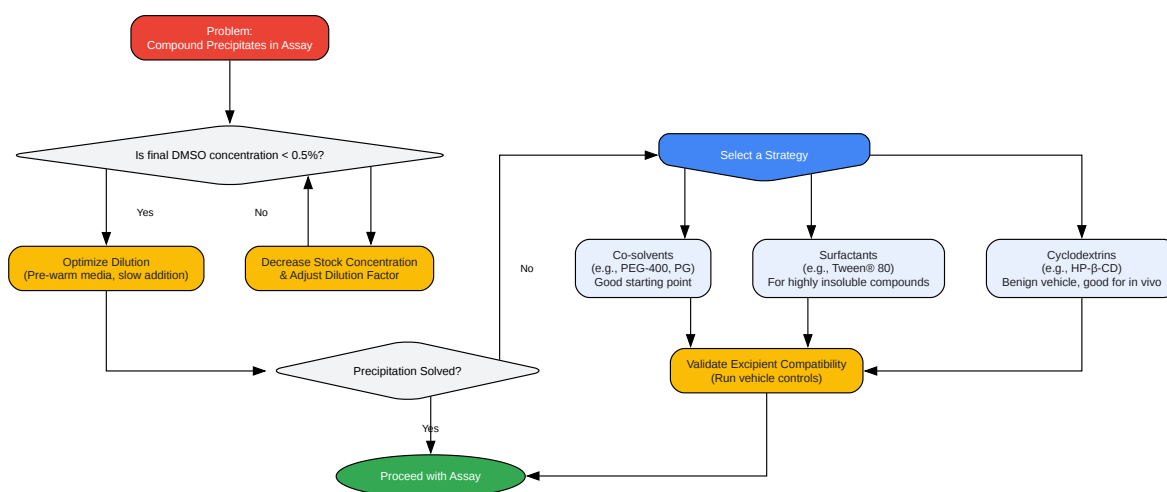 Problem:
Compound Precipitates in Assay
Is final DMSO concentration < 0.5%?
Select a Strategy
Yes
No
Optimize Dilution
(Pre-warm media, slow addition)
Decrease Stock Concentration
& Adjust Dilution Factor
No
Co-solvents
(e.g., PEG-400, PG)
Good starting point
Surfactants
(e.g., Tween® 80)
For highly insoluble compounds
Cyclodextrins
(e.g., HP-β-CD)
Benign vehicle, good for in vivo
Precipitation Solved?
Validate Excipient Compatibility
(Run vehicle controls)
Yes
Proceed with Assay